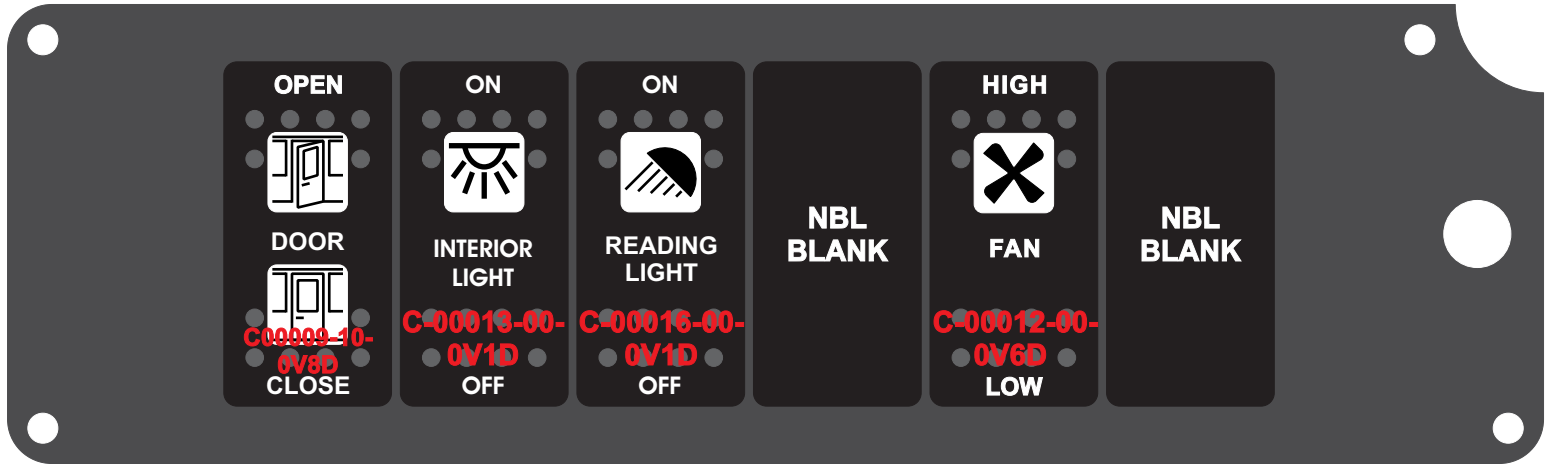 OPEN
DOOR
C00009-10-
0V8D
CLOSE
ON
INTERIOR
LIGHT
C-00013-00-
0V1D
OFF
ON
READING
LIGHT
C-00016-00-
0V1D
OFF
NBL
BLANK
HIGH
FAN
C-00012-00-
0V6D
LOW
NBL
BLANK